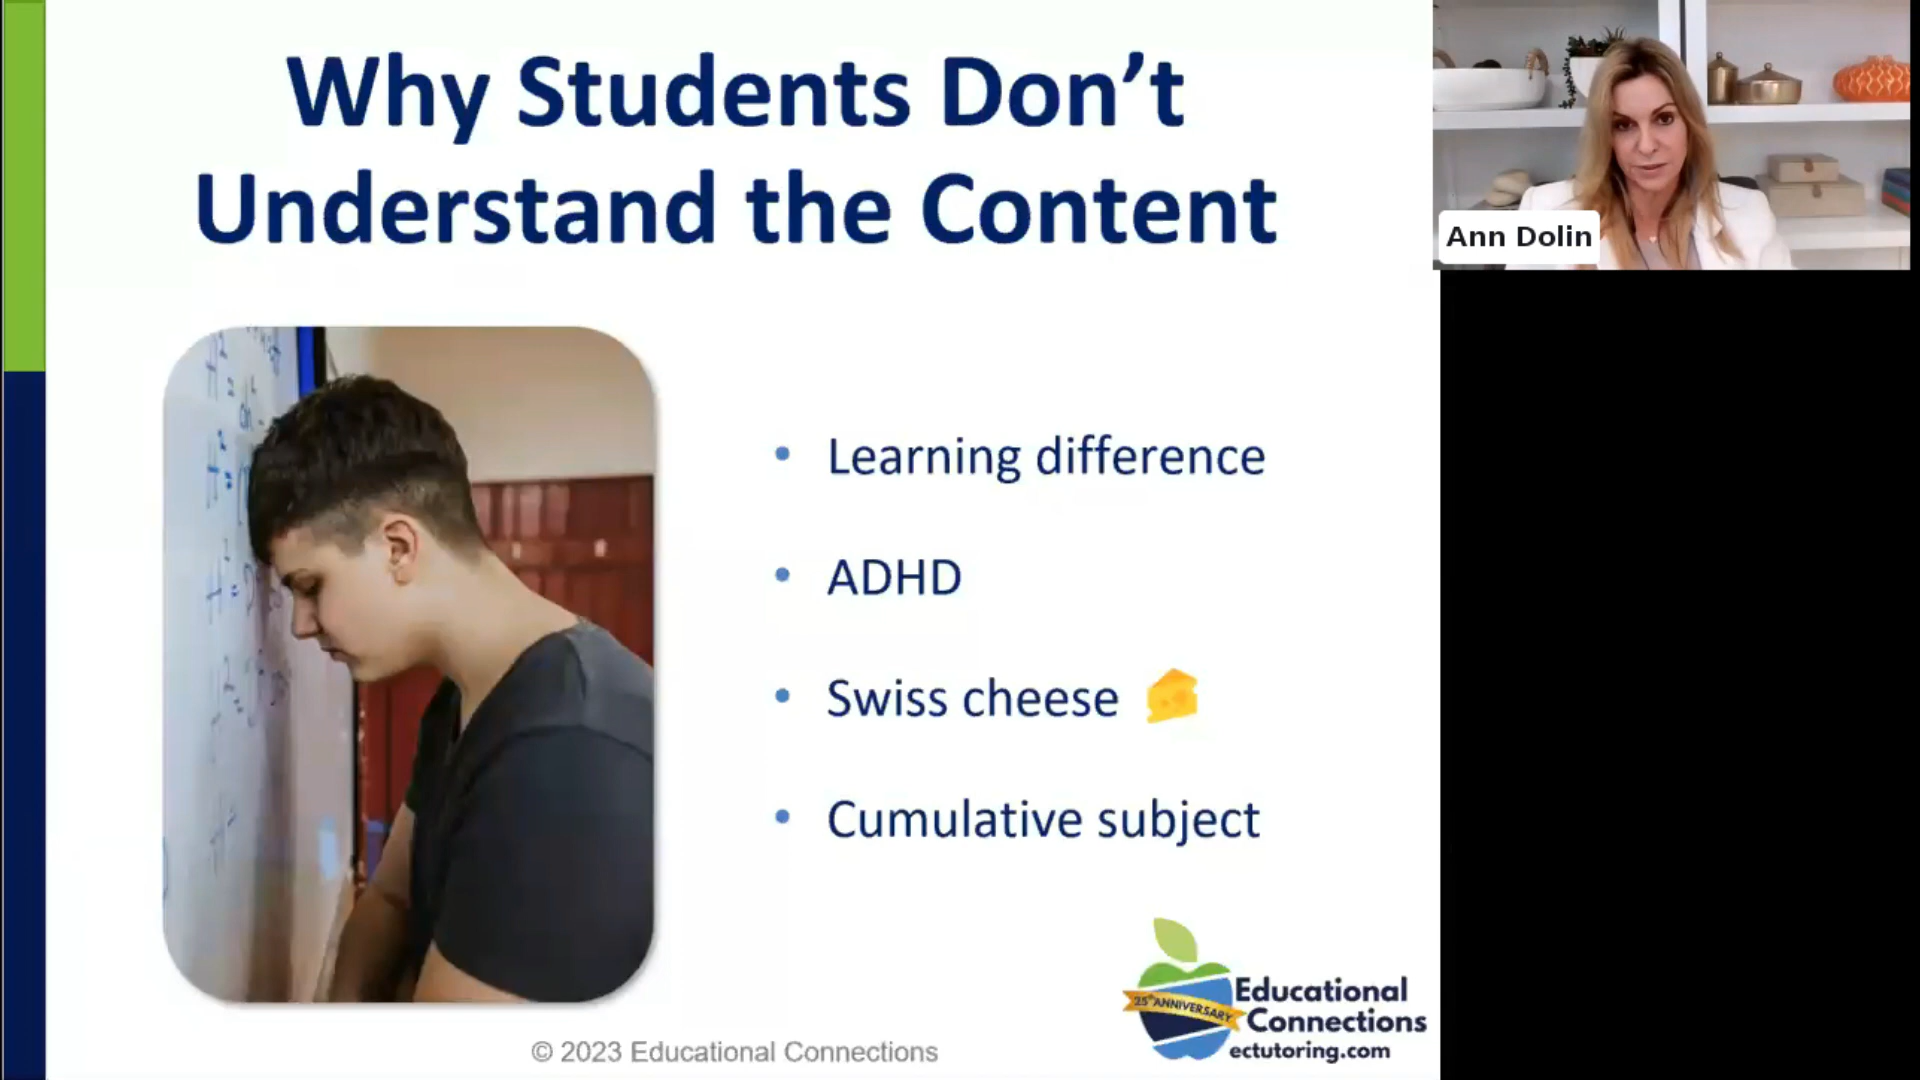 Why Students Don’t
Understand the Content
Ann Dolin
• Learning difference
• ADHD
• Swiss cheese
• Cumulative subject
25th ANNIVERSARY
Educational
Connections
ectutoring.com
© 2023 Educational Connections